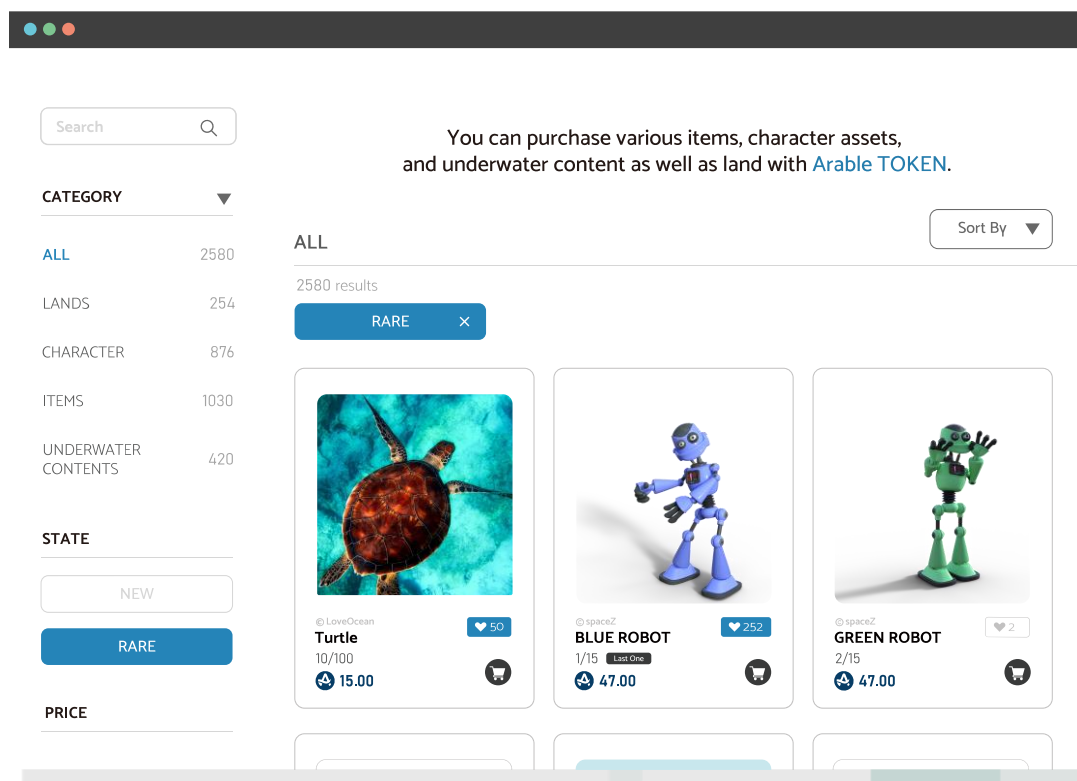 Search
You can purchase various items, character assets,
and underwater content as well as land with Arable TOKEN.
CATEGORY
ALL 2580
LANDS 254
CHARACTER 876
ITEMS 1030
UNDERWATER
CONTENTS 420
STATE
NEW
RARE
PRICE
ALL
Sort By
2580 results
RARE
© LoveOcean
Turtle
50
10/100
15.00
© spaceZ
BLUE ROBOT
252
1/15 Last One
47.00
© spaceZ
GREEN ROBOT
2
2/15
47.00